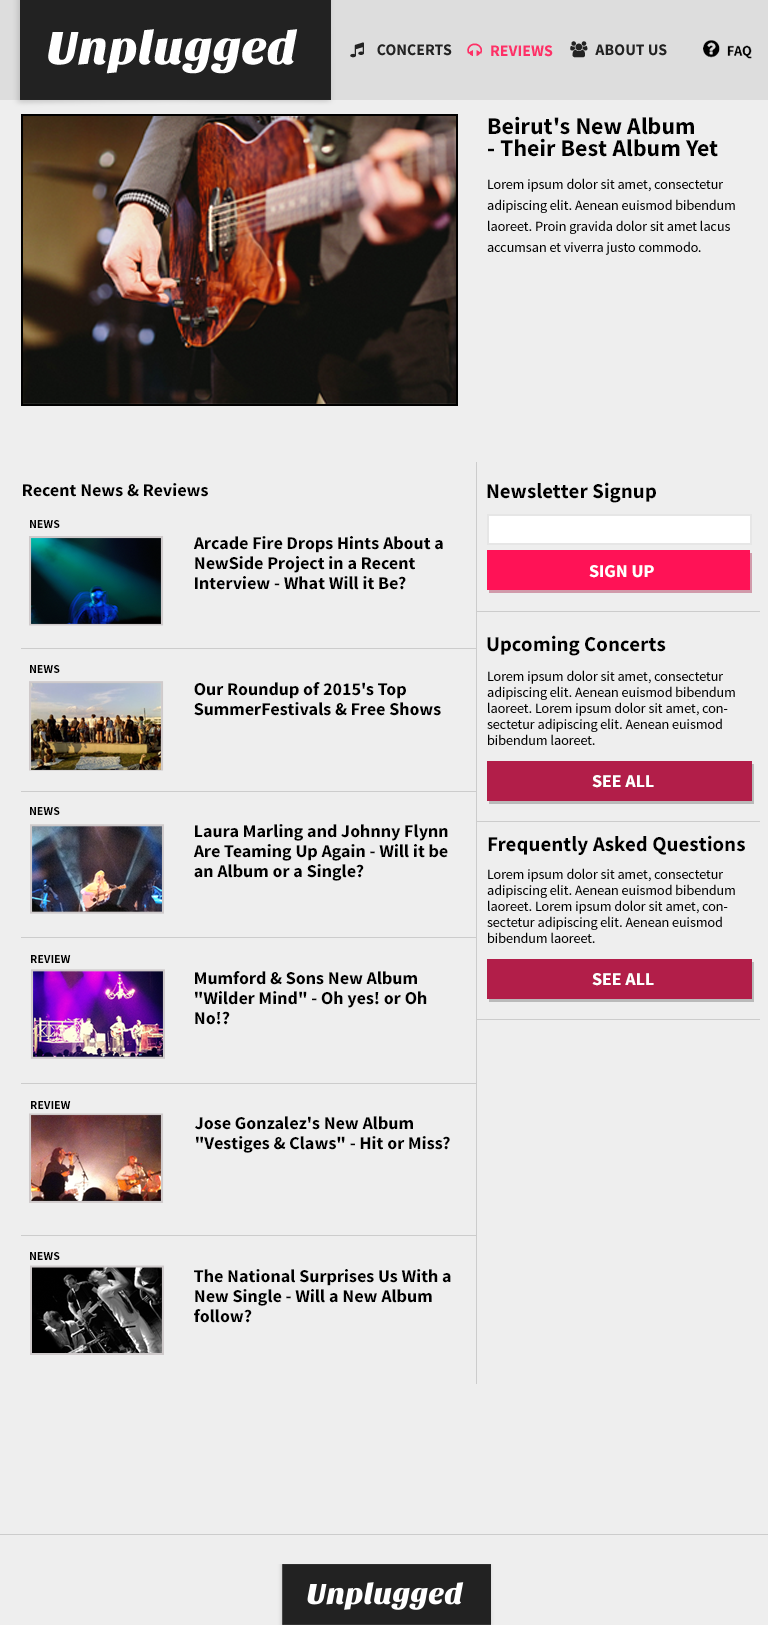 Unplugged
CONCERTS
REVIEWS
ABOUT US
FAQ
Beirut's New Album
- Their Best Album Yet
Lorem ipsum dolor sit amet, consectetur
adipiscing elit. Aenean euismod bibendum
laoreet. Proin gravida dolor sit amet lacus
accumsan et viverra justo commodo.
Recent News & Reviews
NEWS
Arcade Fire Drops Hints About a
NewSide Project in a Recent
Interview - What Will it Be?
NEWS
Our Roundup of 2015's Top
SummerFestivals & Free Shows
NEWS
Laura Marling and Johnny Flynn
Are Teaming Up Again - Will it be
an Album or a Single?
REVIEW
Mumford & Sons New Album
"Wilder Mind" - Oh yes! or Oh
No!?
REVIEW
Jose Gonzalez's New Album
"Vestiges & Claws" - Hit or Miss?
NEWS
The National Surprises Us With a
New Single - Will a New Album
follow?
Newsletter Signup
SIGN UP
Upcoming Concerts
Lorem ipsum dolor sit amet, consectetur
adipiscing elit. Aenean euismod bibendum
laoreet. Lorem ipsum dolor sit amet, con-
sectetur adipiscing elit. Aenean euismod
bibendum laoreet.
SEE ALL
Frequently Asked Questions
Lorem ipsum dolor sit amet, consectetur
adipiscing elit. Aenean euismod bibendum
laoreet. Lorem ipsum dolor sit amet, con-
sectetur adipiscing elit. Aenean euismod
bibendum laoreet.
SEE ALL
Unplugged